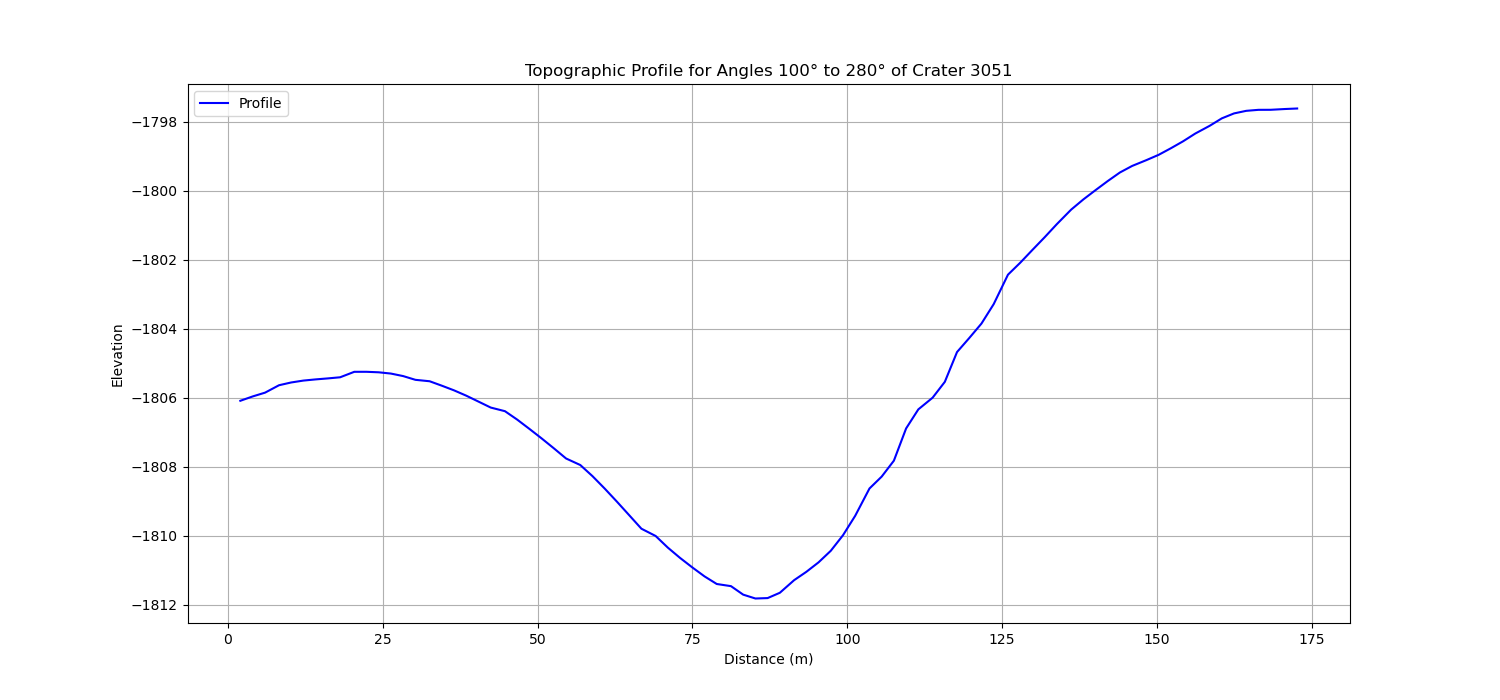 Topographic Profile for Angles 100° to 280° of Crater 3051
Profile
−1798
−1800
−1802
−1804
−1806
−1808
−1810
−1812
Elevation
0 25 50 75 100 125 150 175
Distance (m)